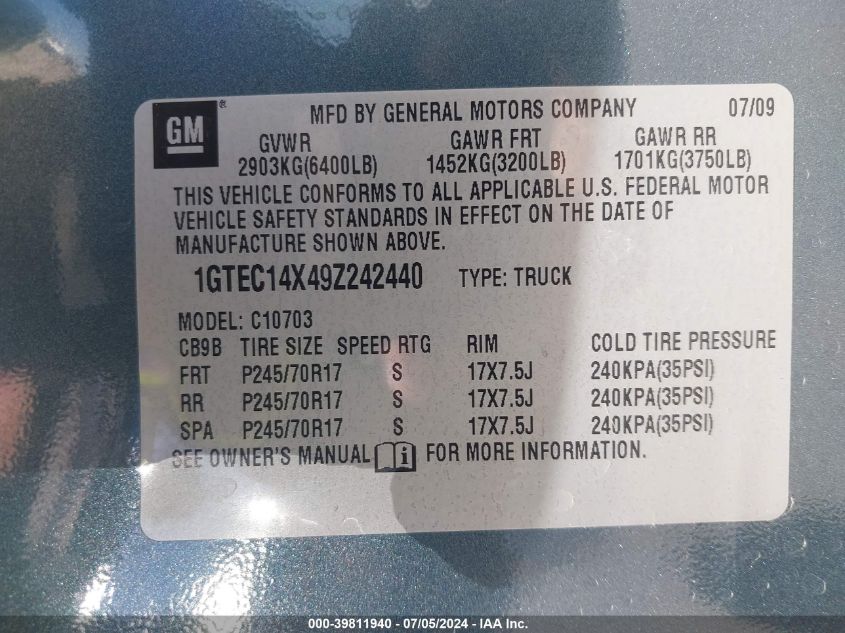 GM® MFD BY GENERAL MOTORS COMPANY 07/09
GVWR GAWR FRT GAWR RR
2903KG(6400LB) 1452KG(3200LB) 1701KG(3750LB)
THIS VEHICLE CONFORMS TO ALL APPLICABLE U.S. FEDERAL MOTOR
VEHICLE SAFETY STANDARDS IN EFFECT ON THE DATE OF
MANUFACTURE SHOWN ABOVE.
1GTEC14X49Z242440 TYPE: TRUCK
MODEL: C10703
CB9B TIRE SIZE SPEED RTG RIM COLD TIRE PRESSURE
FRT P245/70R17 S 17X7.5J 240KPA(35PSI)
RR P245/70R17 S 17X7.5J 240KPA(35PSI)
SPA P245/70R17 S 17X7.5J 240KPA(35PSI)
SEE OWNER'S MANUAL FOR MORE INFORMATION.
000-39811940 - 07/05/2024 - IAA Inc.